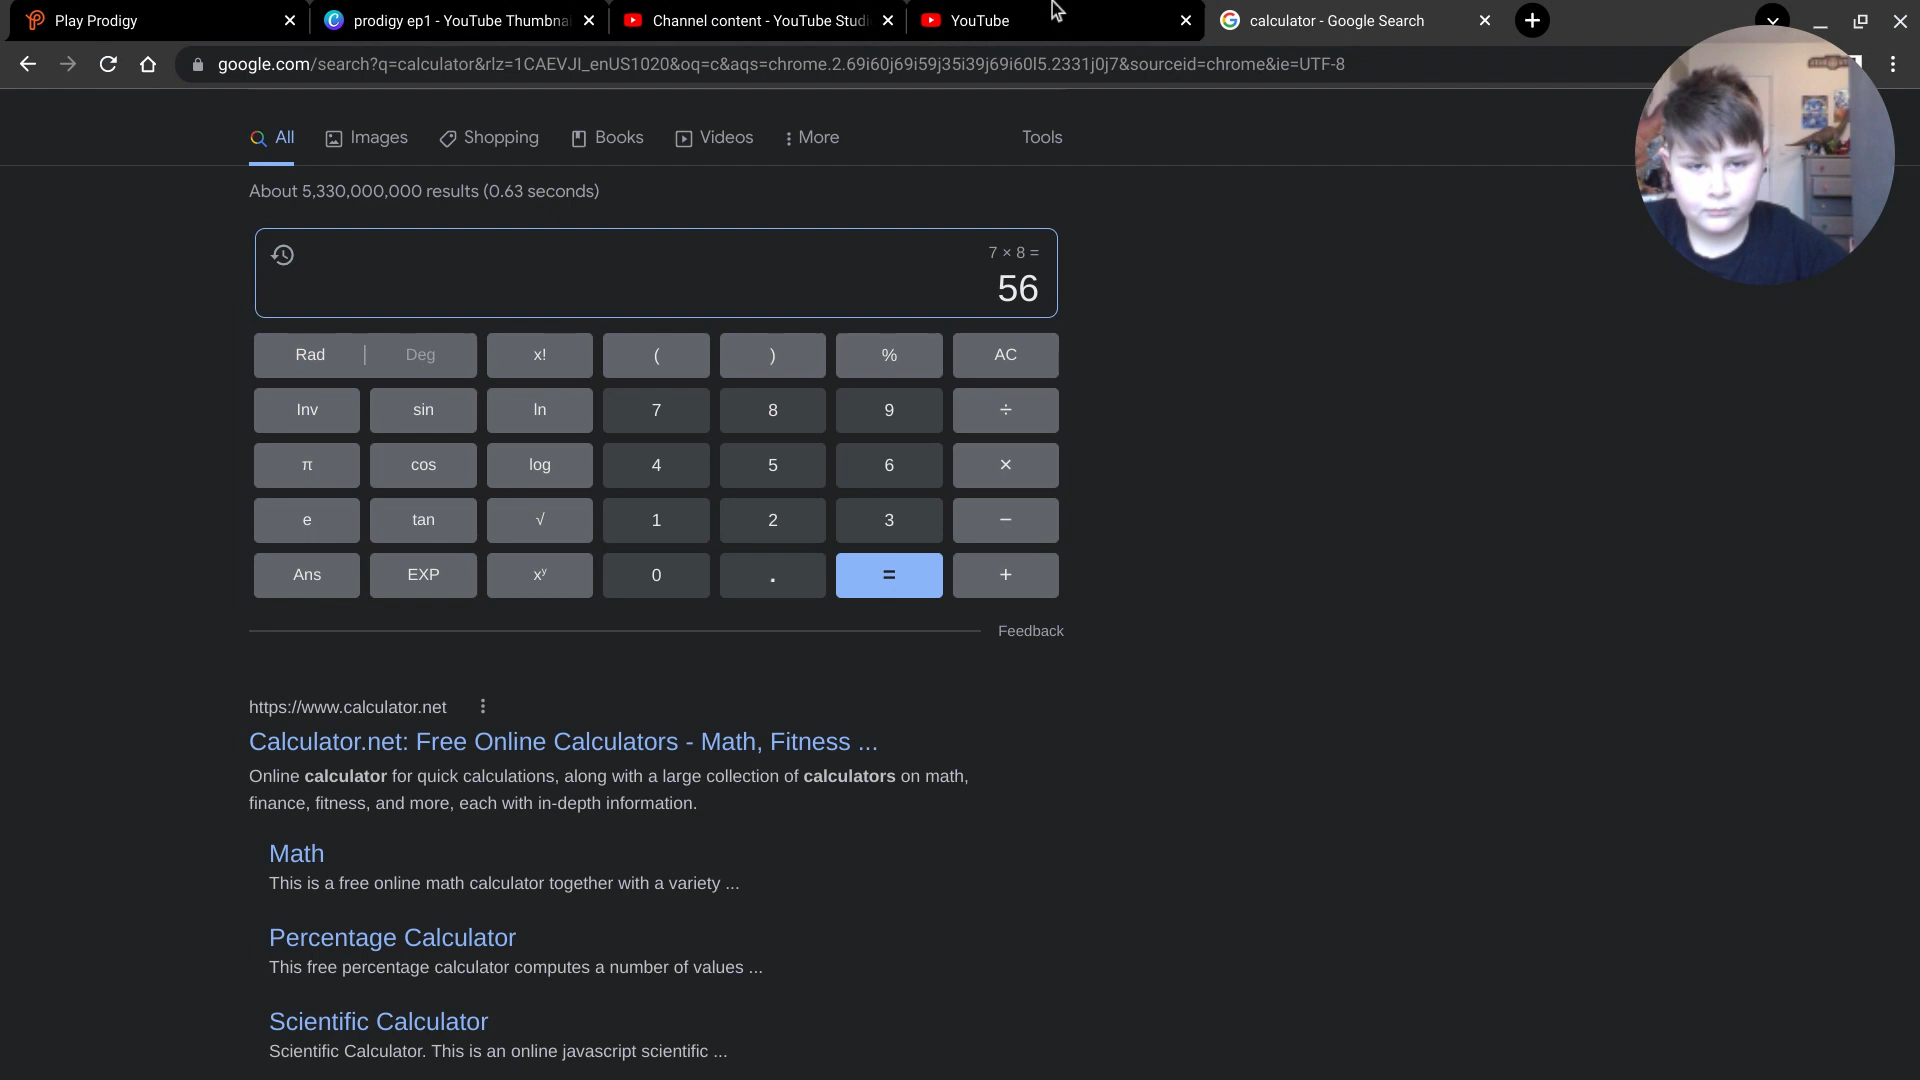 Play Prodigy
prodigy ep1 - YouTube Thumbnai
Channel content - YouTube Studi
YouTube
calculator - Google Search
google.com/search?q=calculator&rlz=1CAEVJI_enUS1020&oq=c&aqs=chrome.2.69i60j69i59j35i39j69i60l5.2331j0j7&sourceid=chrome&ie=UTF-8
All Images Shopping Books Videos More Tools
About 5,330,000,000 results (0.63 seconds)
7 × 8 =
56
Rad | Deg x! ( ) % AC
Inv sin ln 7 8 9 ÷
π cos log 4 5 6 ×
e tan √ 1 2 3 −
Ans EXP xʸ 0 . = +
Feedback
https://www.calculator.net
Calculator.net: Free Online Calculators - Math, Fitness ...
Online calculator for quick calculations, along with a large collection of calculators on math,
finance, fitness, and more, each with in-depth information.
Math
This is a free online math calculator together with a variety ...
Percentage Calculator
This free percentage calculator computes a number of values ...
Scientific Calculator
Scientific Calculator. This is an online javascript scientific ...